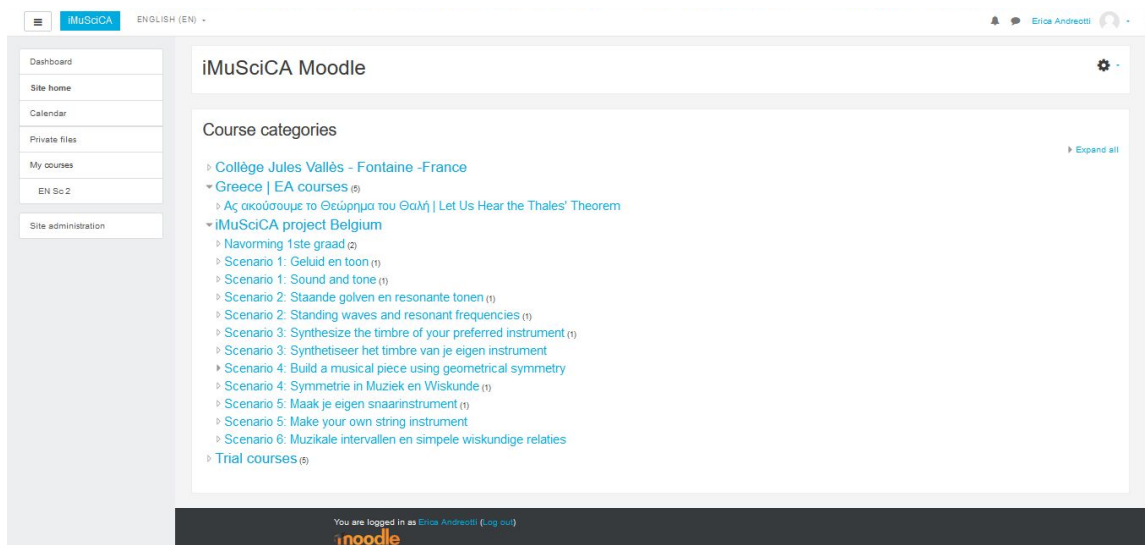 iMuSciCA ENGLISH (EN) Erica Andreotti
Dashboard
Site home
Calendar
Private files
My courses
EN Sc 2
Site administration
iMuSciCA Moodle
Course categories
Expand all
Collège Jules Vallès - Fontaine -France
Greece | EA courses (5)
Ας ακούσουμε το Θεώρημα του Θαλή | Let Us Hear the Thales' Theorem
iMuSciCA project Belgium
Navorming 1ste graad (2)
Scenario 1: Geluid en toon (1)
Scenario 1: Sound and tone (1)
Scenario 2: Staande golven en resonante tonen (1)
Scenario 2: Standing waves and resonant frequencies (1)
Scenario 3: Synthesize the timbre of your preferred instrument (1)
Scenario 3: Synthetiseer het timbre van je eigen instrument
Scenario 4: Build a musical piece using geometrical symmetry
Scenario 4: Symmetrie in Muziek en Wiskunde (1)
Scenario 5: Maak je eigen snaarinstrument (1)
Scenario 5: Make your own string instrument
Scenario 6: Muzikale intervallen en simpele wiskundige relaties
Trial courses (5)
You are logged in as Erica Andreotti (Log out)
moodle